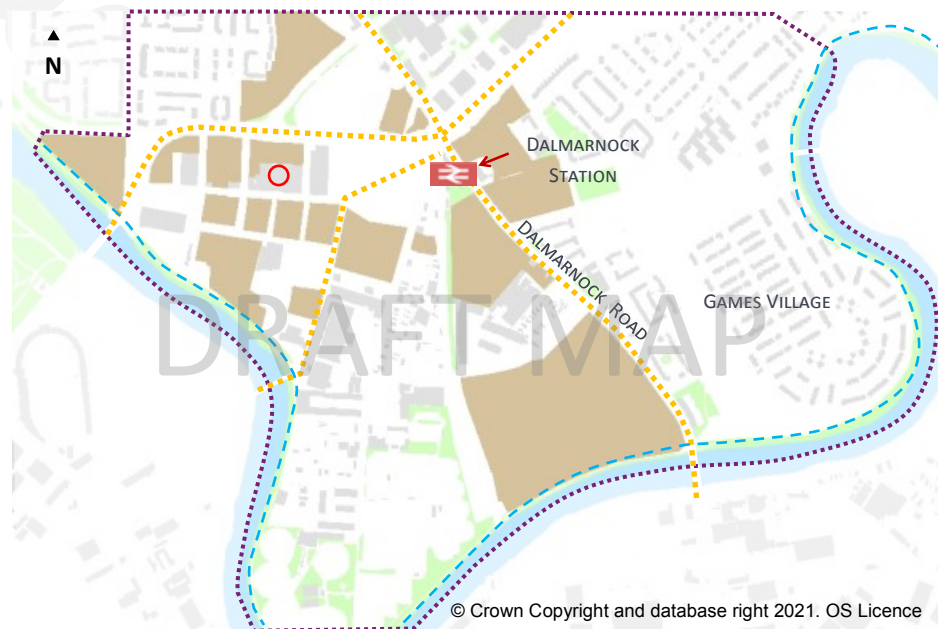 N
DALMARNOCK
STATION
DALMARNOCK ROAD
GAMES VILLAGE
DRAFT MAP
© Crown Copyright and database right 2021. OS Licence